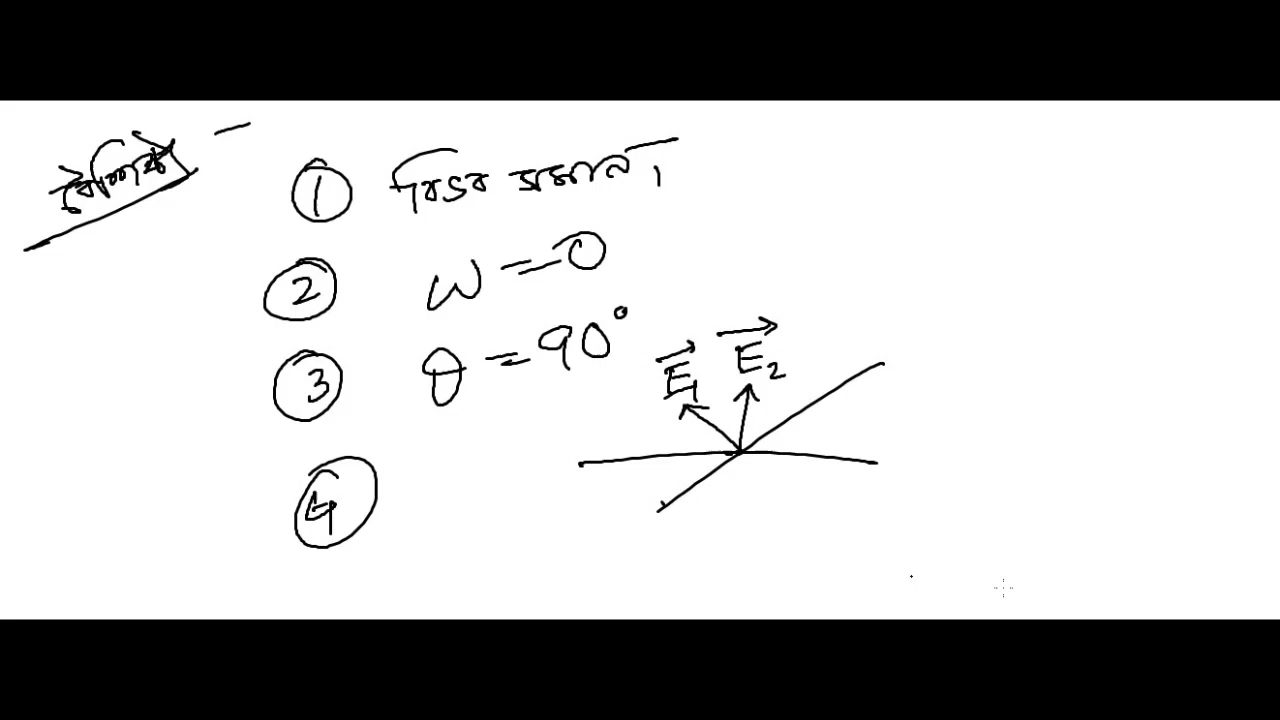 বৈশিষ্ট্য -
① বিভব সমান।
② W = 0
③ θ = 90°
E₁ E₂
④